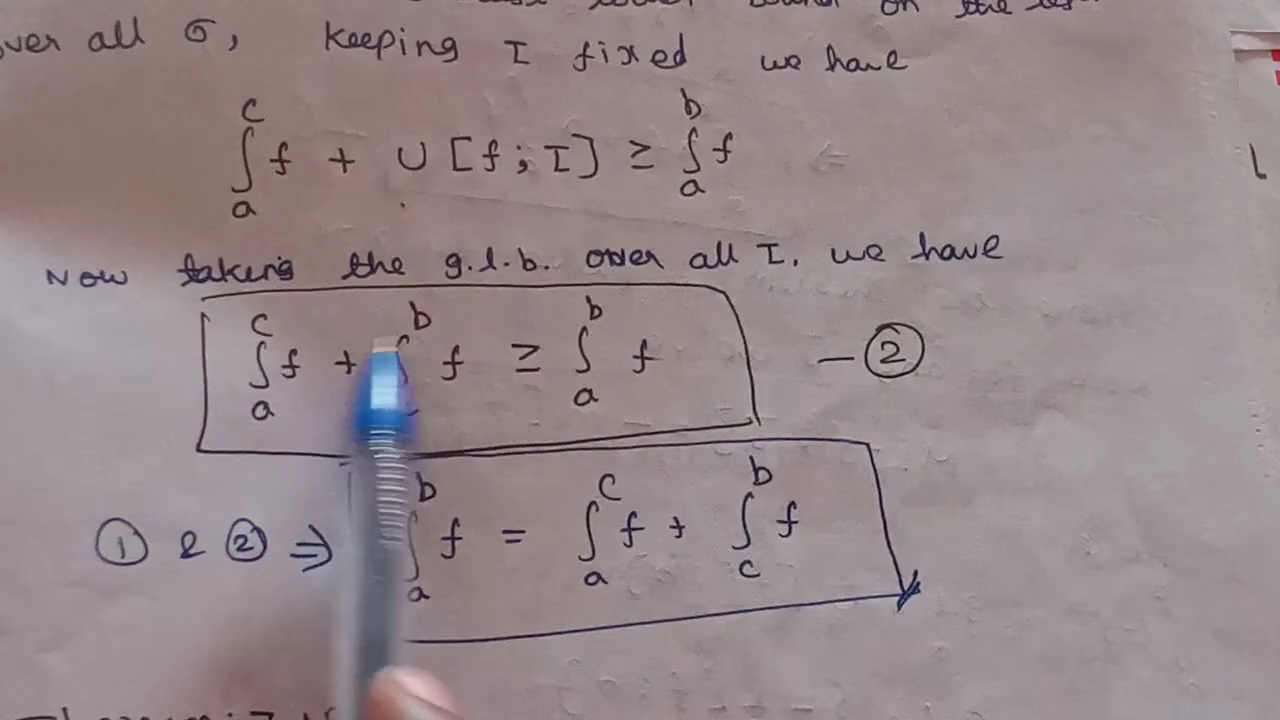 over all σ, keeping I fixed we have
∫_a^c f + U [f ; I] ≥ ∫_a^b f
Now taking the g.l.b. over all I, we have
∫_a^c f + ∫^b f ≥ ∫_a^b f — ②
① & ② ⇒ ∫_a^b f = ∫_a^c f + ∫_c^b f